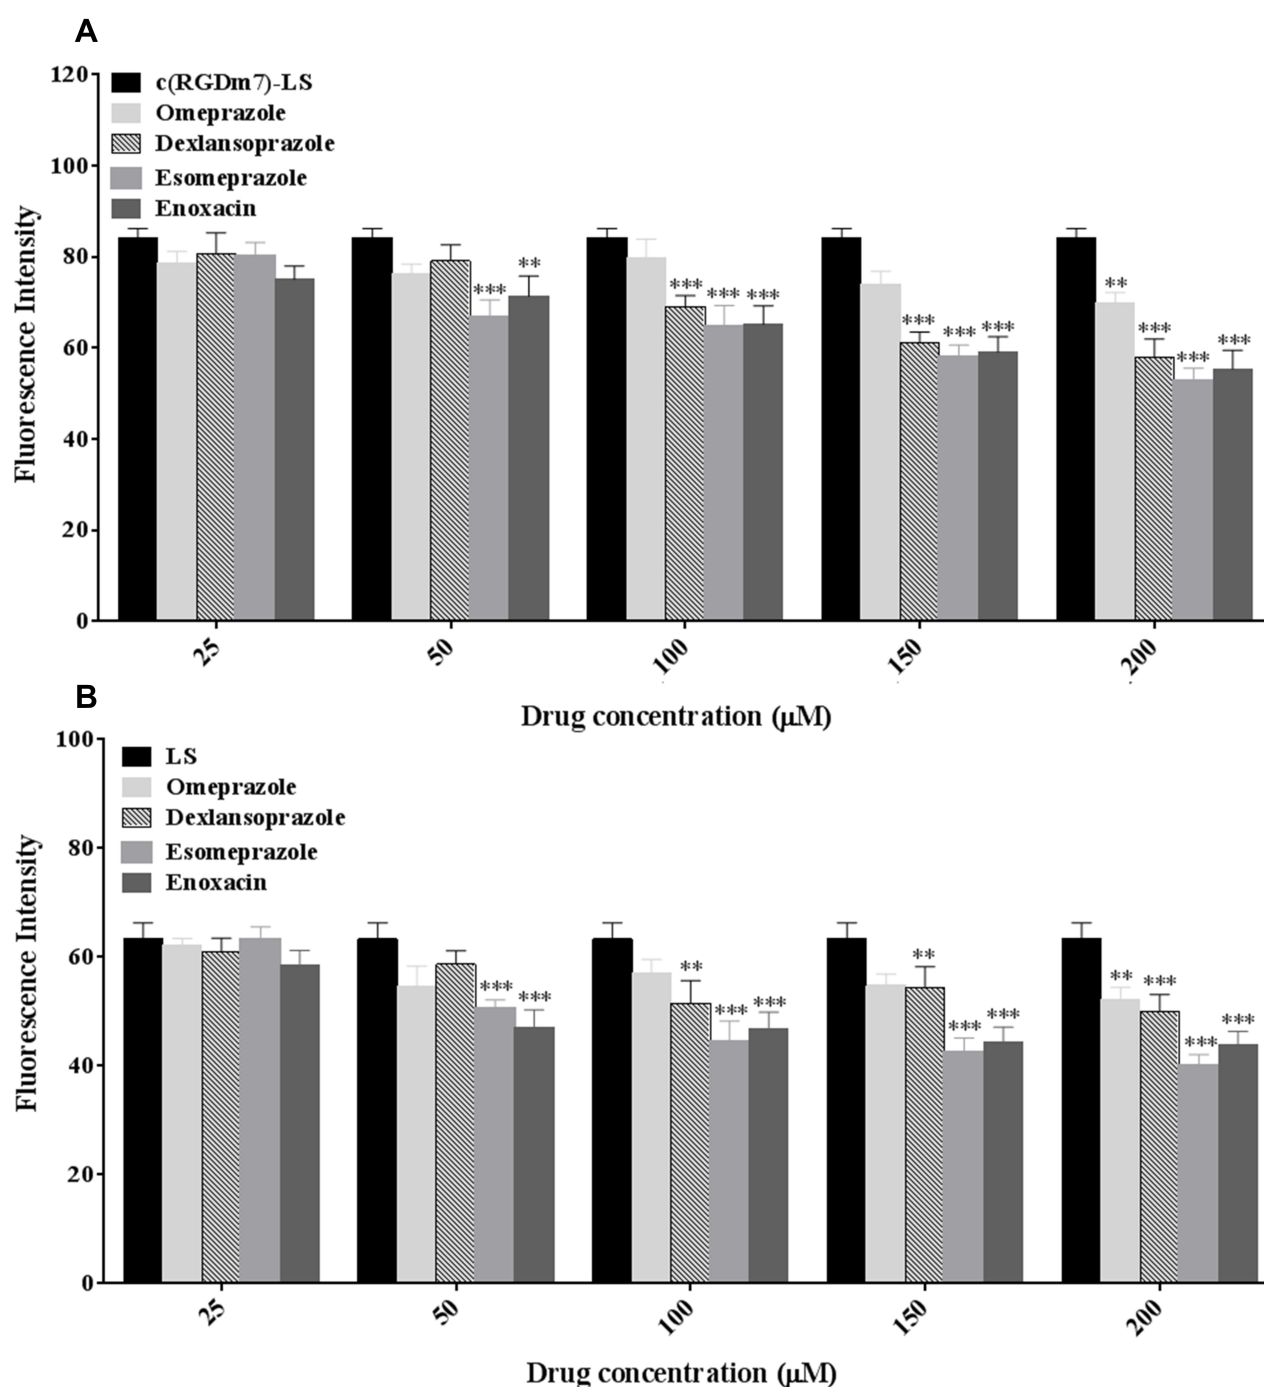 A
120
100
80
60
40
20
0
Fluorescence Intensity
c(RGDm7)-LS
Omeprazole
Dexlansoprazole
Esomeprazole
Enoxacin
*** **
*** *** ***
*** *** ***
** *** *** ***
25 50 100 150 200
Drug concentration (μM)
B
100
80
60
40
20
0
Fluorescence Intensity
LS
Omeprazole
Dexlansoprazole
Esomeprazole
Enoxacin
*** ***
** *** ***
** *** ***
** *** *** ***
25 50 100 150 200
Drug concentration (μM)